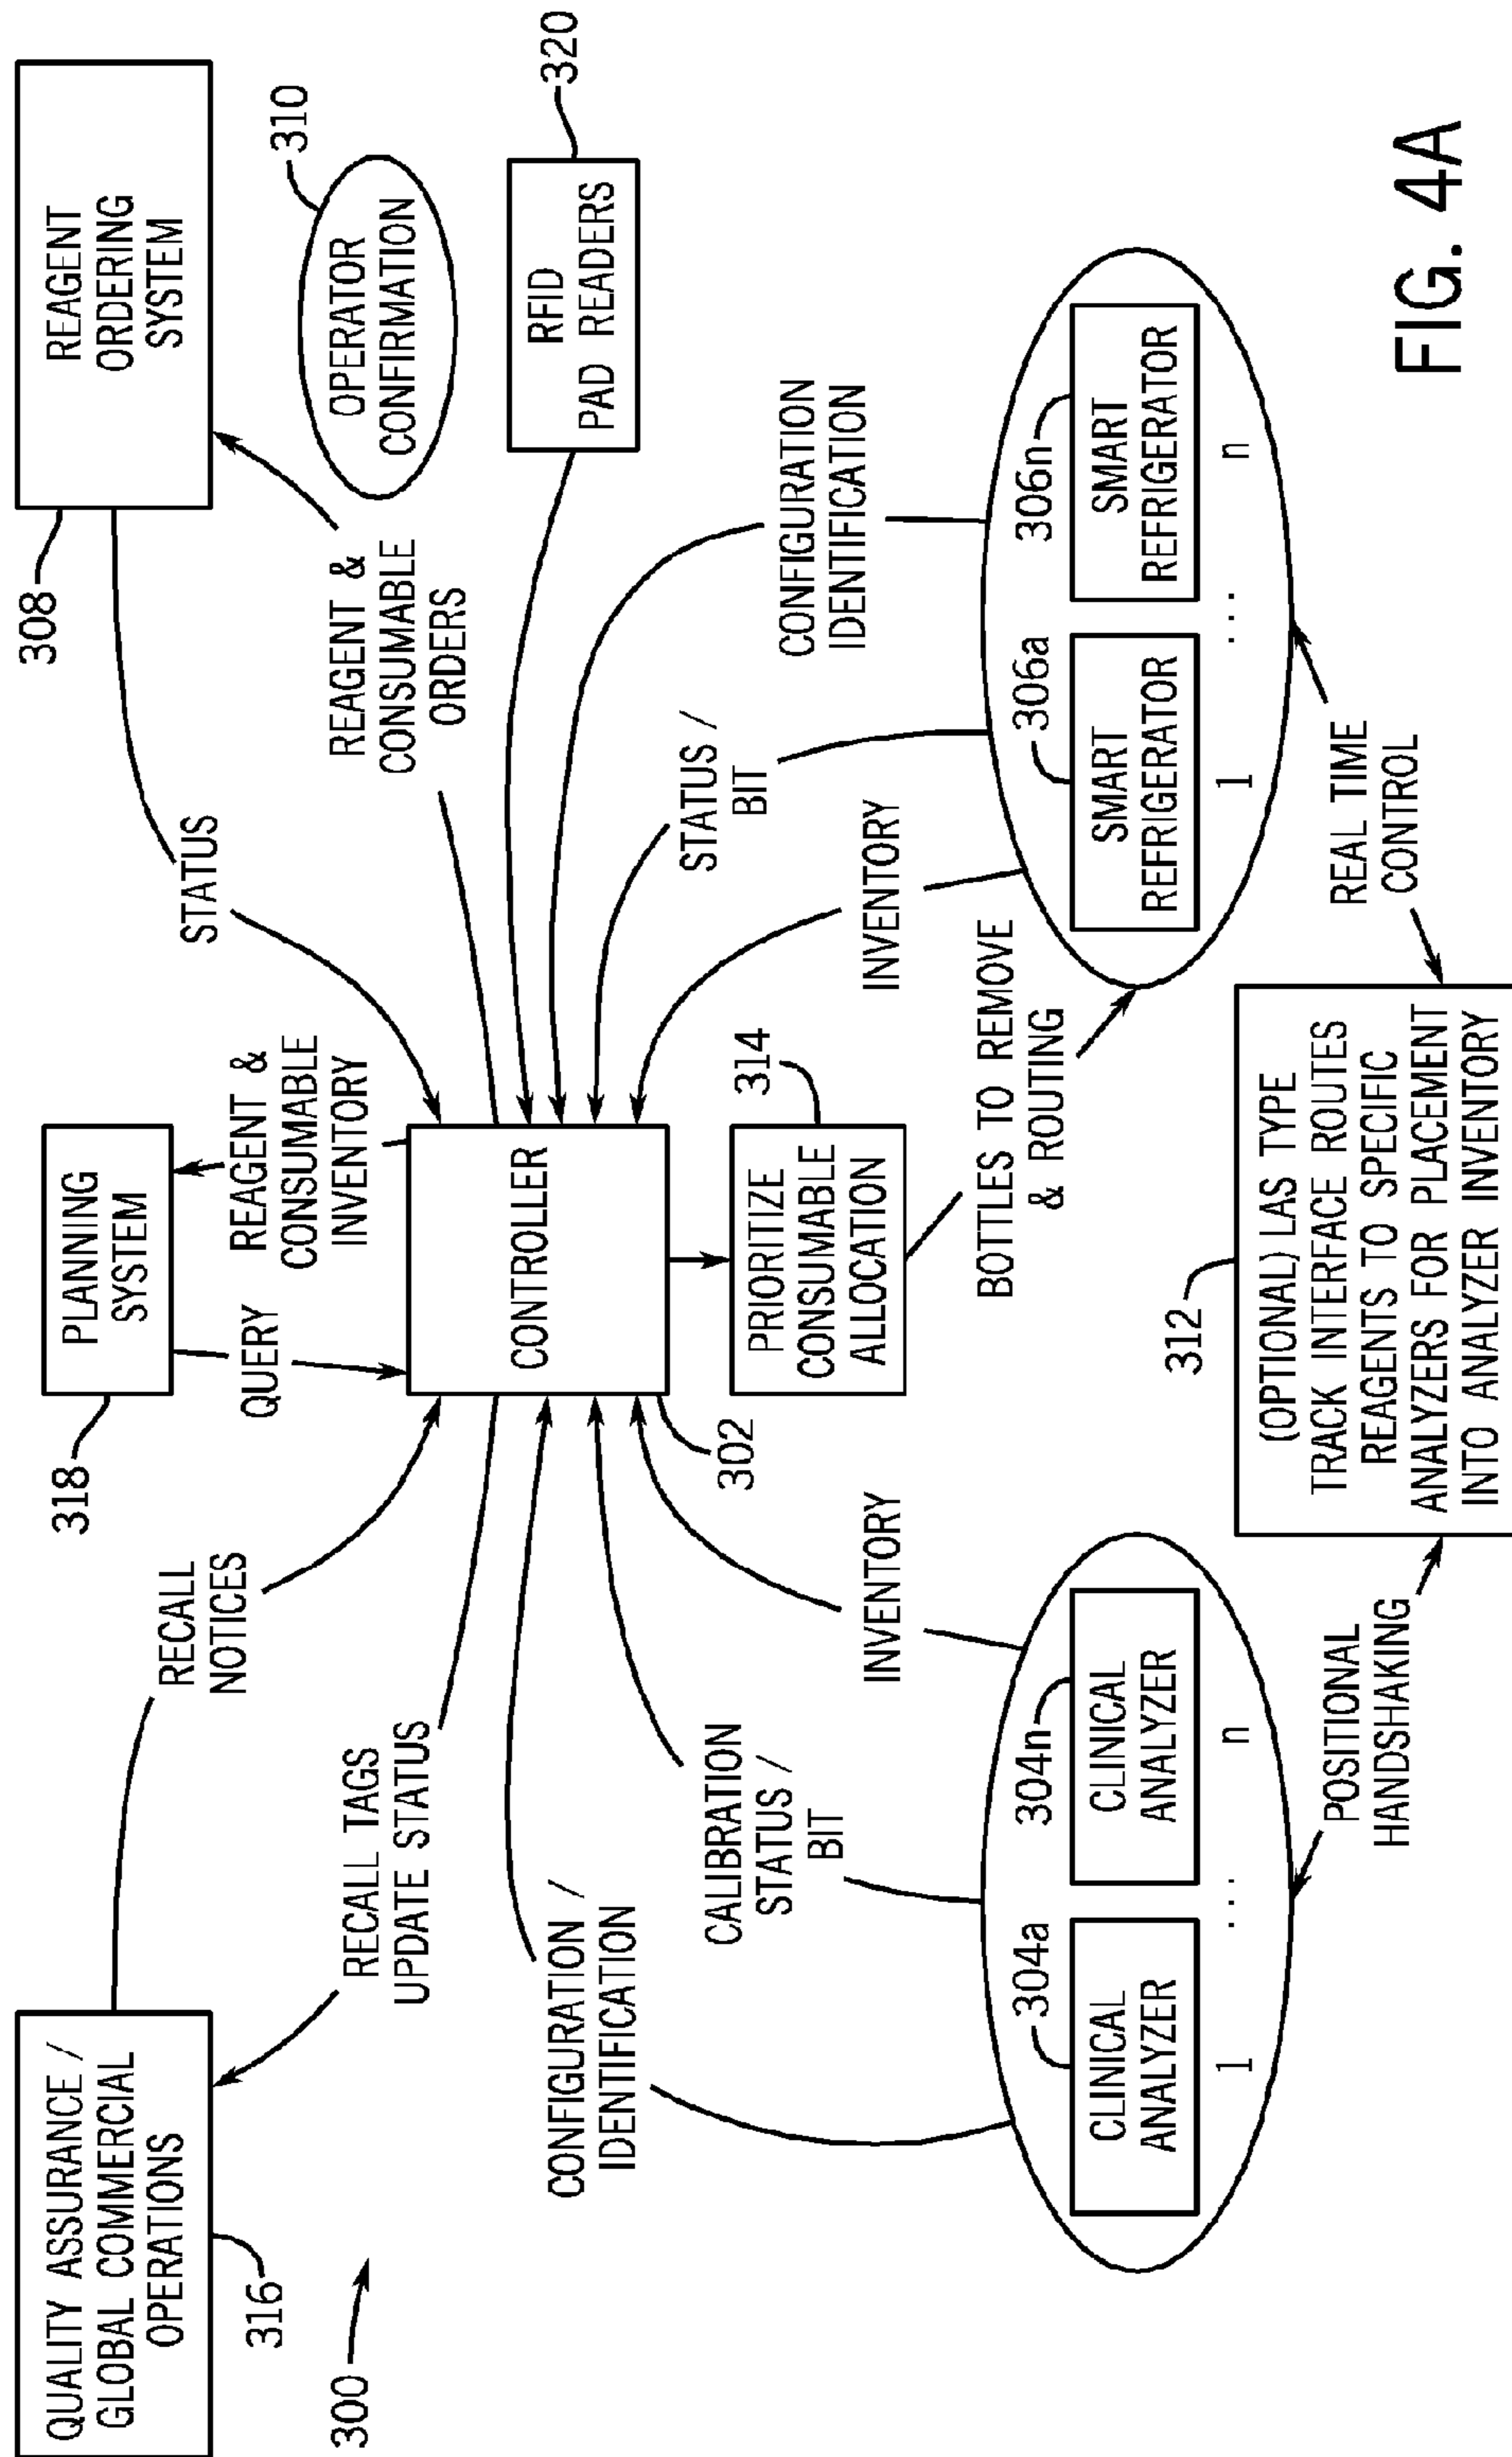 QUALITY ASSURANCE /
GLOBAL COMMERCIAL
OPERATIONS
316
300
RECALL
NOTICES
RECALL TAGS
UPDATE STATUS
318
PLANNING
SYSTEM
QUERY
REAGENT &
CONSUMABLE
INVENTORY
STATUS
308
REAGENT
ORDERING
SYSTEM
310
OPERATOR
CONFIRMATION
REAGENT &
CONSUMABLE
ORDERS
320
RFID
PAD READERS
CONTROLLER
302
CONFIGURATION /
IDENTIFICATION
CALIBRATION
STATUS /
BIT
INVENTORY
314
PRIORITIZE
CONSUMABLE
ALLOCATION
BOTTLES TO REMOVE
& ROUTING
INVENTORY
STATUS /
BIT
CONFIGURATION
IDENTIFICATION
304a
CLINICAL
ANALYZER
1
...
304n
CLINICAL
ANALYZER
n
306a
SMART
REFRIGERATOR
1
...
306n
SMART
REFRIGERATOR
n
POSITIONAL
HANDSHAKING
312
(OPTIONAL) LAS TYPE
TRACK INTERFACE ROUTES
REAGENTS TO SPECIFIC
ANALYZERS FOR PLACEMENT
INTO ANALYZER INVENTORY
REAL TIME
CONTROL
FIG. 4A